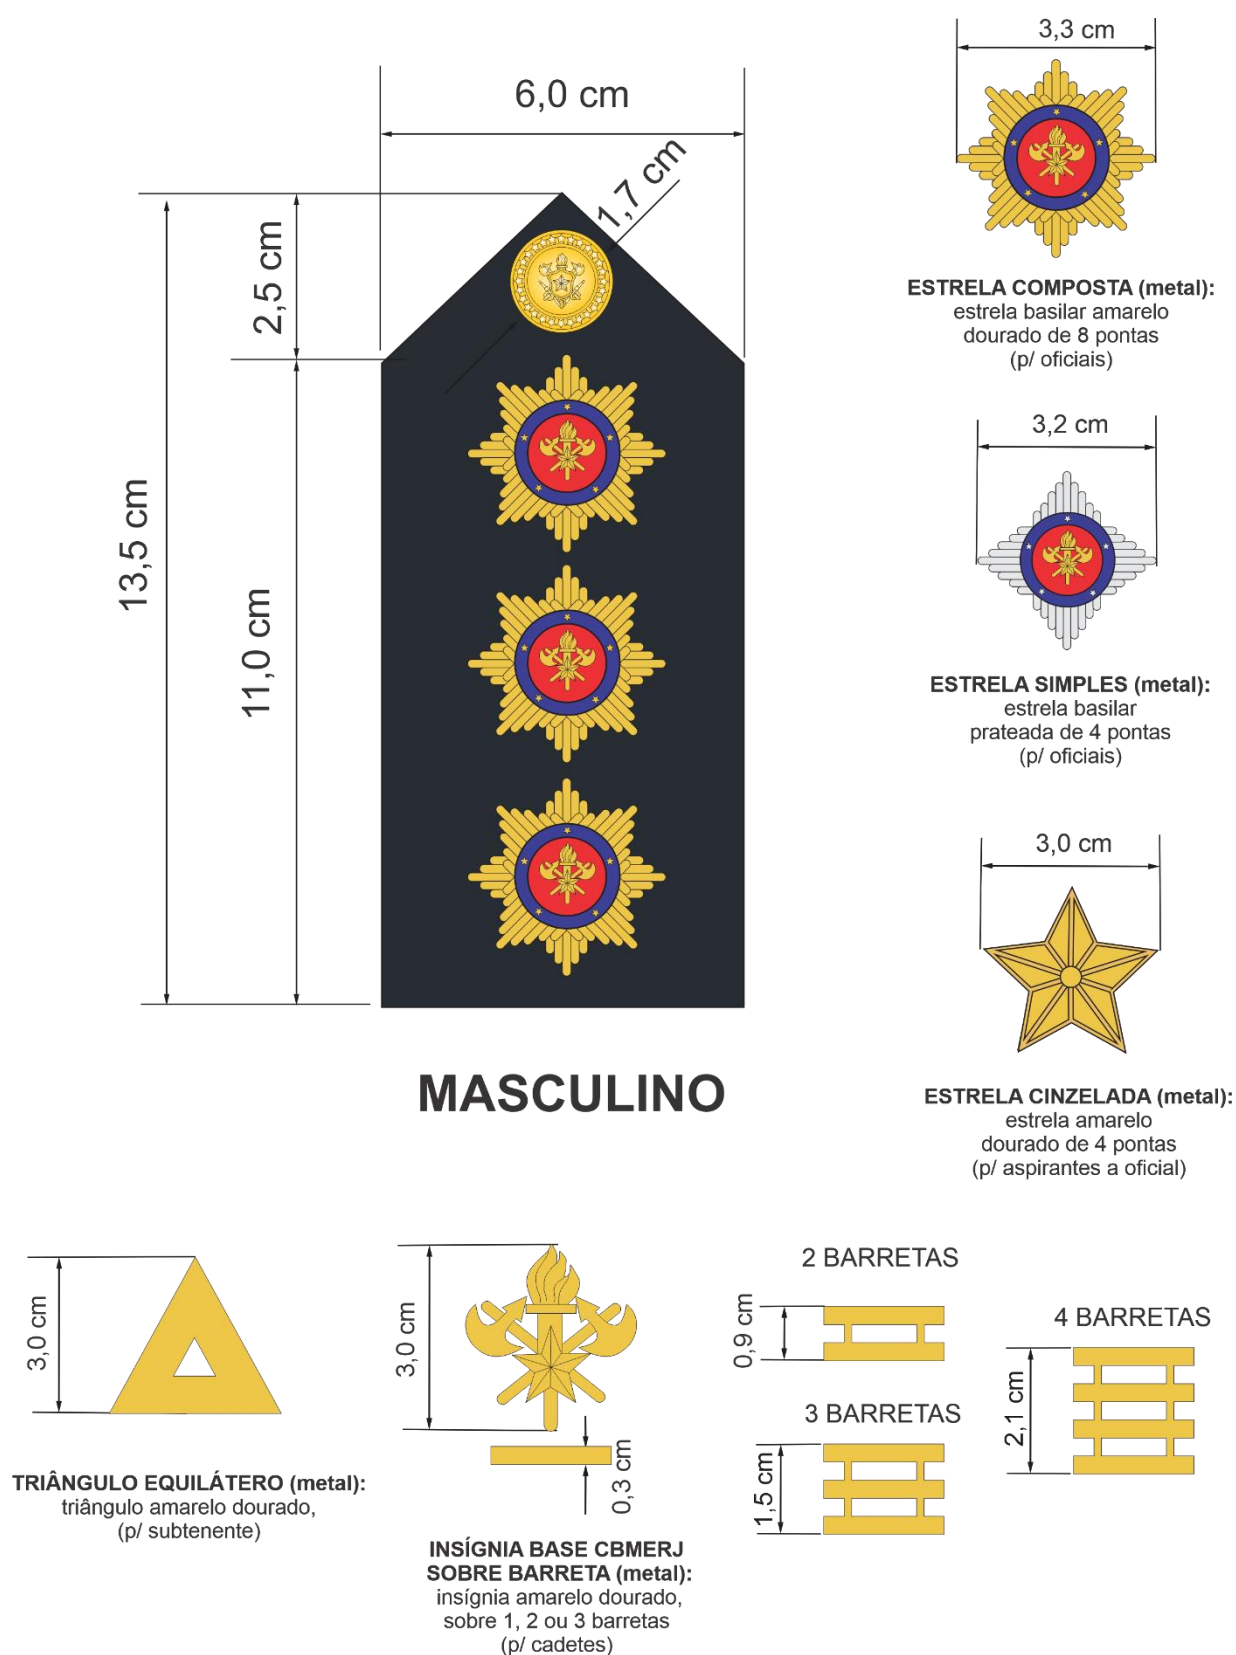 3,3 cm
6,0 cm
1,7 cm
2,5 cm
13,5 cm
11,0 cm
ESTRELA COMPOSTA (metal):
estrela basilar amarelo
dourado de 8 pontas
(p/ oficiais)
3,2 cm
ESTRELA SIMPLES (metal):
estrela basilar
prateada de 4 pontas
(p/ oficiais)
3,0 cm
ESTRELA CINZELADA (metal):
estrela amarelo
dourado de 4 pontas
(p/ aspirantes a oficial)
MASCULINO
3,0 cm
TRIÂNGULO EQUILÁTERO (metal):
triângulo amarelo dourado,
(p/ subtenente)
3,0 cm
0,3 cm
INSÍGNIA BASE CBMERJ
SOBRE BARRETA (metal):
insígnia amarelo dourado,
sobre 1, 2 ou 3 barretas
(p/ cadetes)
2 BARRETAS
0,9 cm
3 BARRETAS
1,5 cm
4 BARRETAS
2,1 cm